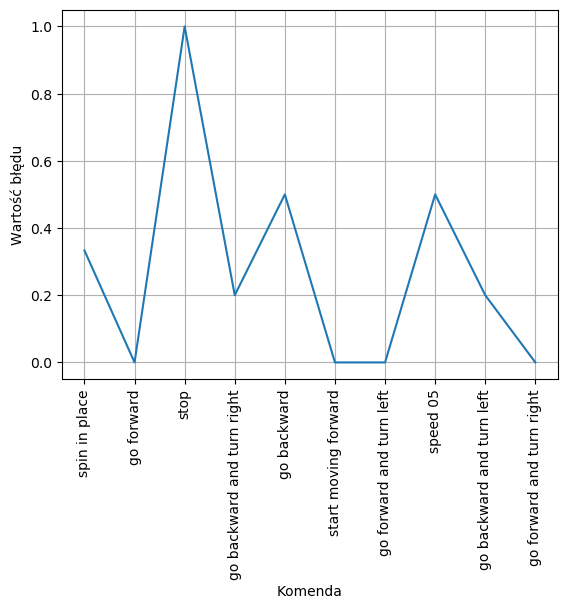 1.0
0.8
0.6
0.4
0.2
0.0
Wartość błędu
spin in place
go forward
stop
go backward and turn right
go backward
start moving forward
go forward and turn left
speed 05
go backward and turn left
go forward and turn right
Komenda